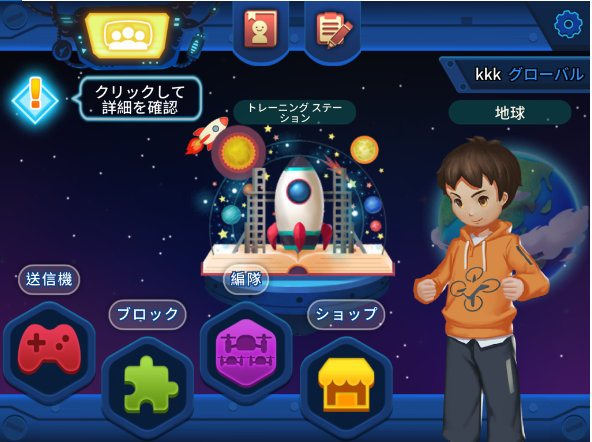 kkk グローバル
クリックして
詳細を確認
トレーニング ステー
ション
地球
送信機
編隊
ブロック
ショップ